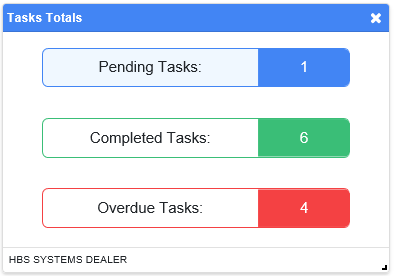 Tasks Totals
Pending Tasks: 1
Completed Tasks: 6
Overdue Tasks: 4
HBS SYSTEMS DEALER